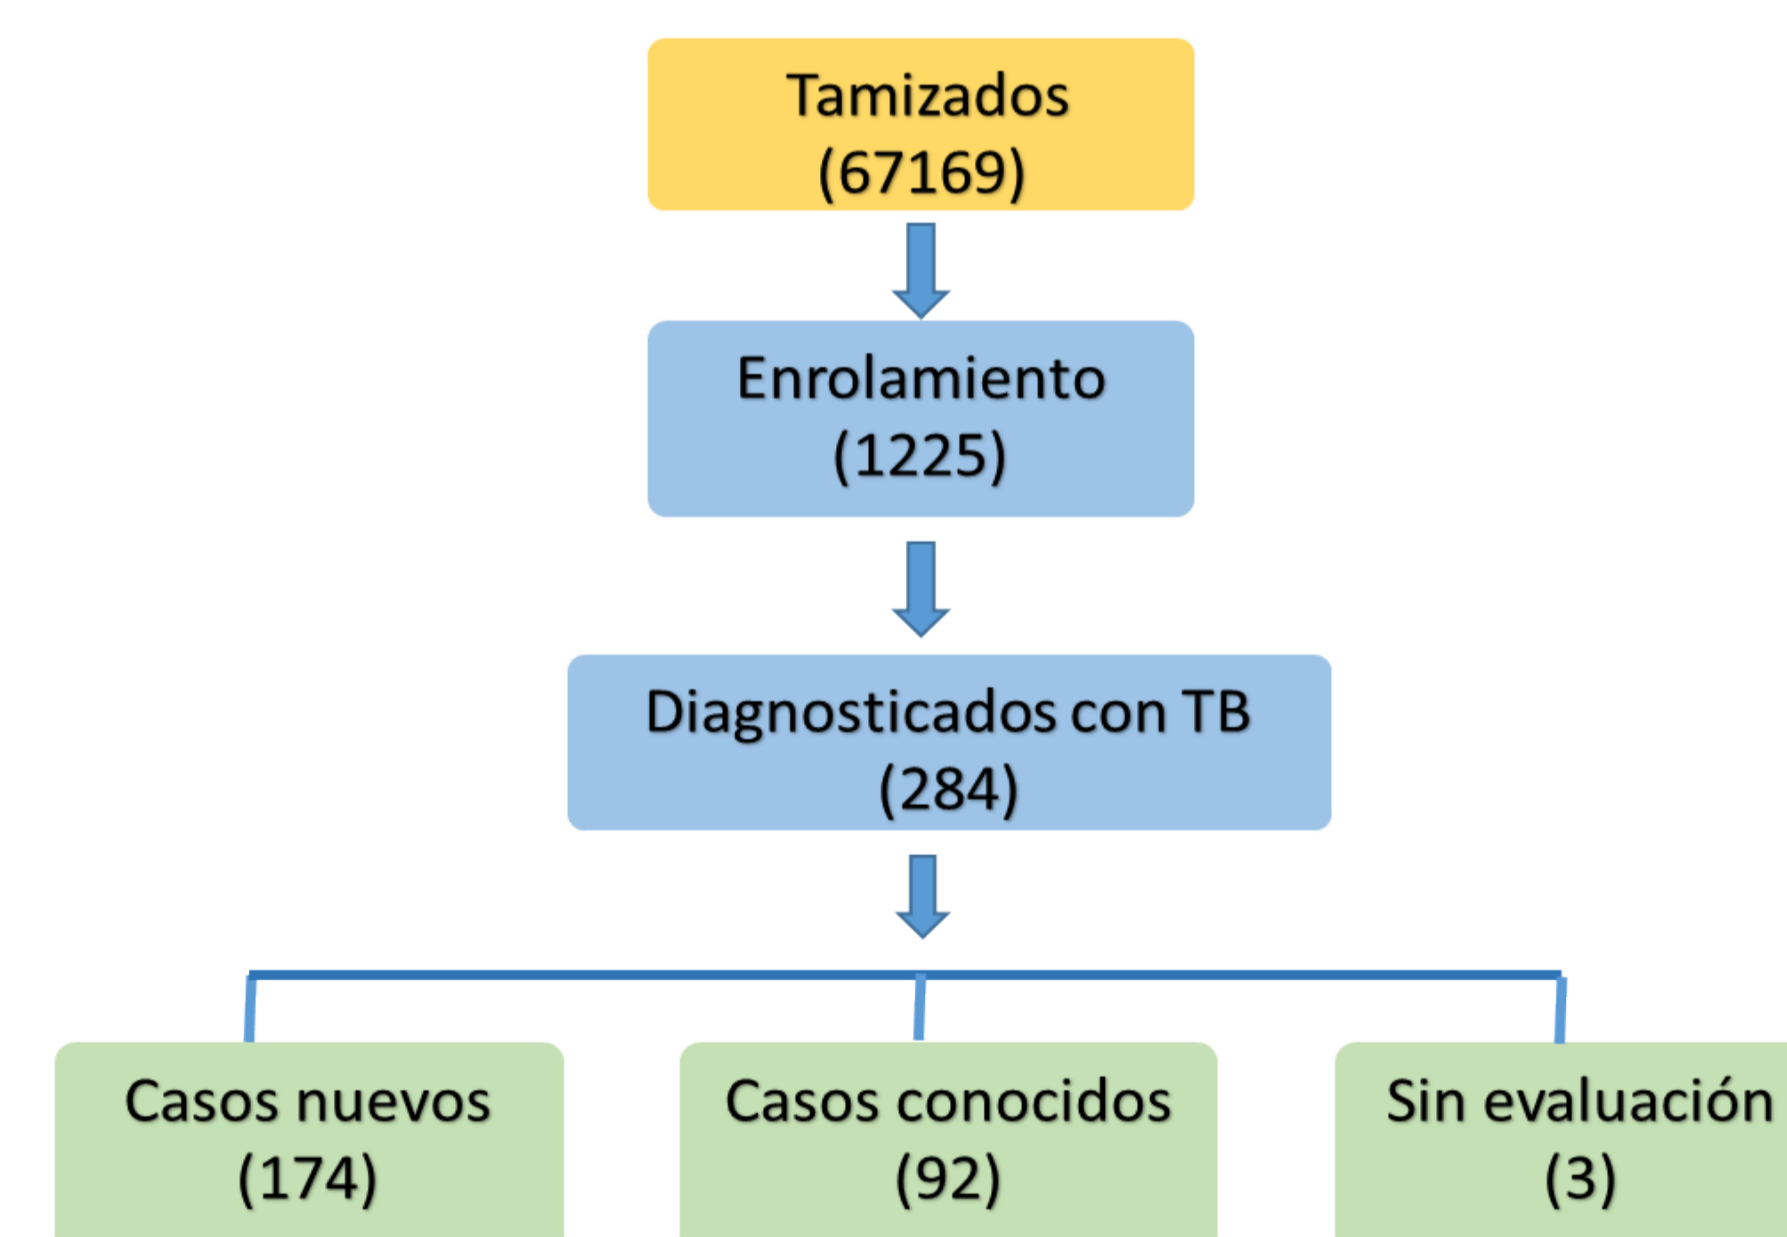 Tamizados
(67169)
Enrolamiento
(1225)
Diagnosticados con TB
(284)
Casos nuevos
(174)
Casos conocidos
(92)
Sin evaluación
(3)